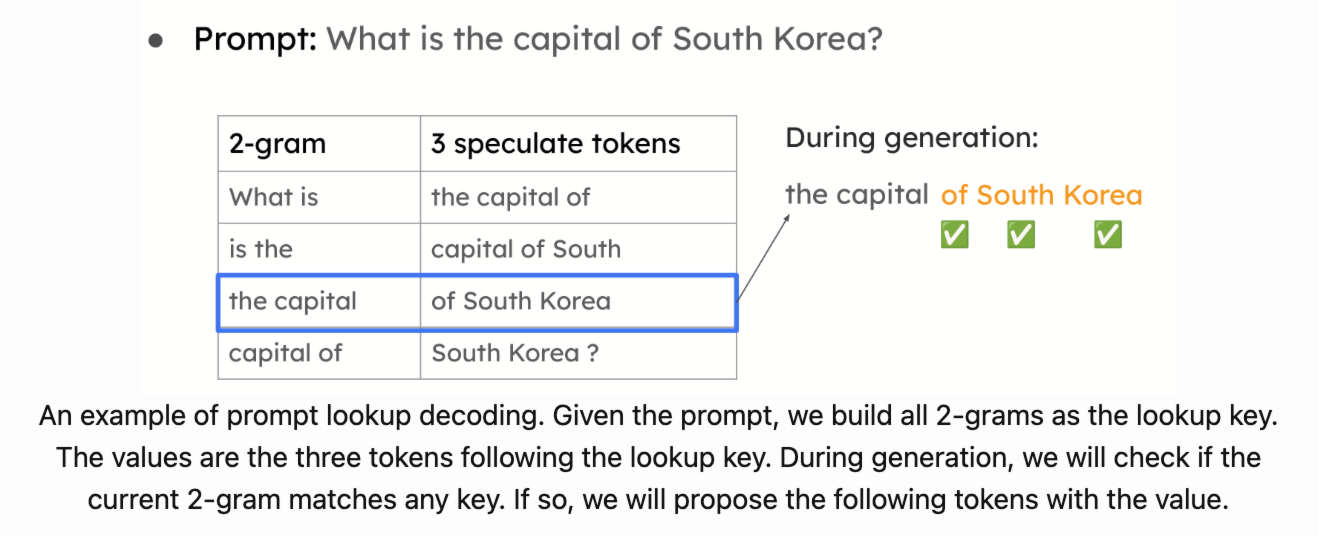 ● Prompt: What is the capital of South Korea?
2-gram 3 speculate tokens
What is the capital of
is the capital of South
the capital of South Korea
capital of South Korea ?
During generation:
the capital of South Korea
✅ ✅ ✅
An example of prompt lookup decoding. Given the prompt, we build all 2-grams as the lookup key.
The values are the three tokens following the lookup key. During generation, we will check if the
current 2-gram matches any key. If so, we will propose the following tokens with the value.